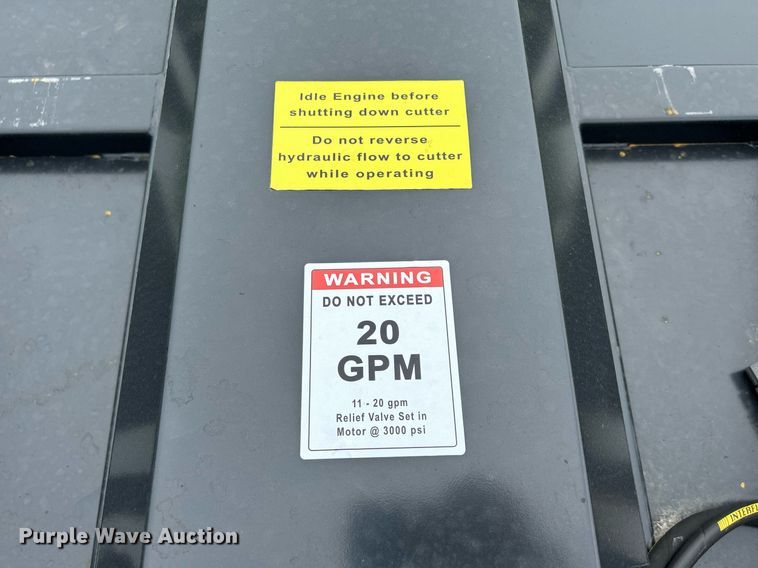 Idle Engine before
shutting down cutter
Do not reverse
hydraulic flow to cutter
while operating
WARNING
DO NOT EXCEED
20
GPM
11 - 20 gpm
Relief Valve Set in
Motor @ 3000 psi
Purple Wave Auction®